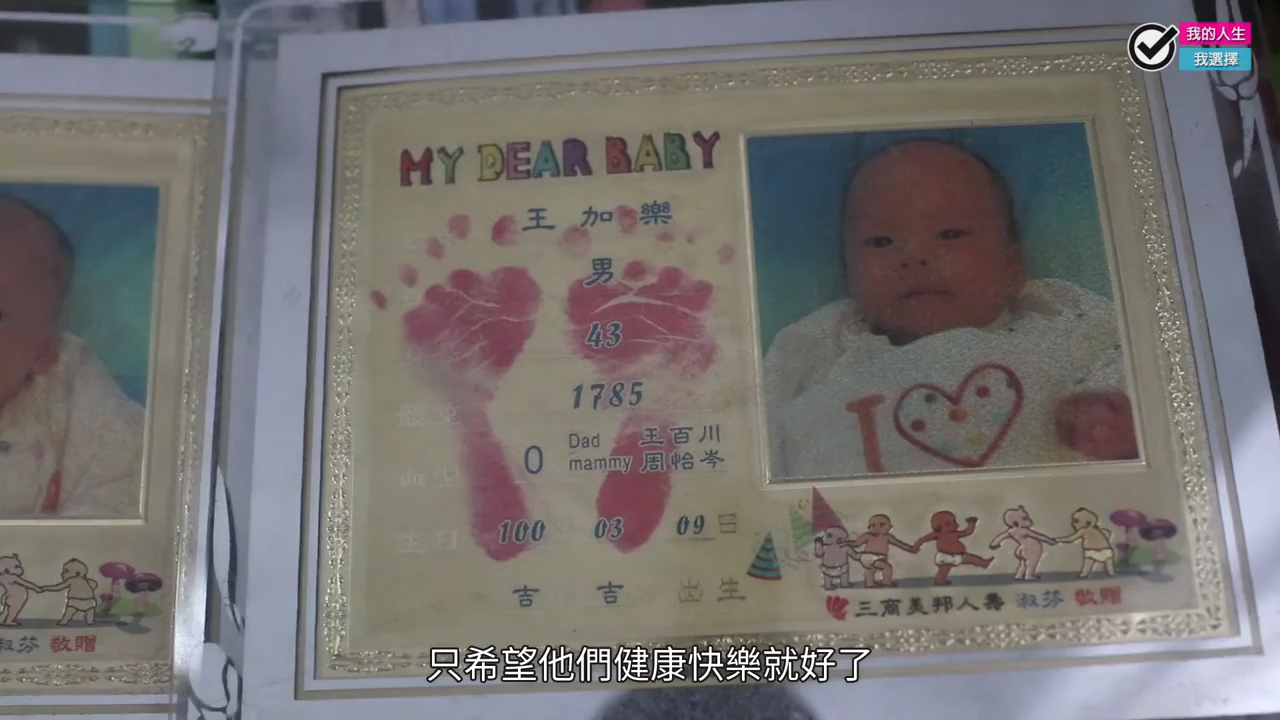 我的人生
我選擇
MY DEAR BABY
王加樂
男
43
1785
O
Dad 王百川
mammy 周怡岑
100 03 09日
吉 吉 出生
三商美邦人壽 淑芬 敬贈
淑芬 敬贈
只希望他們健康快樂就好了